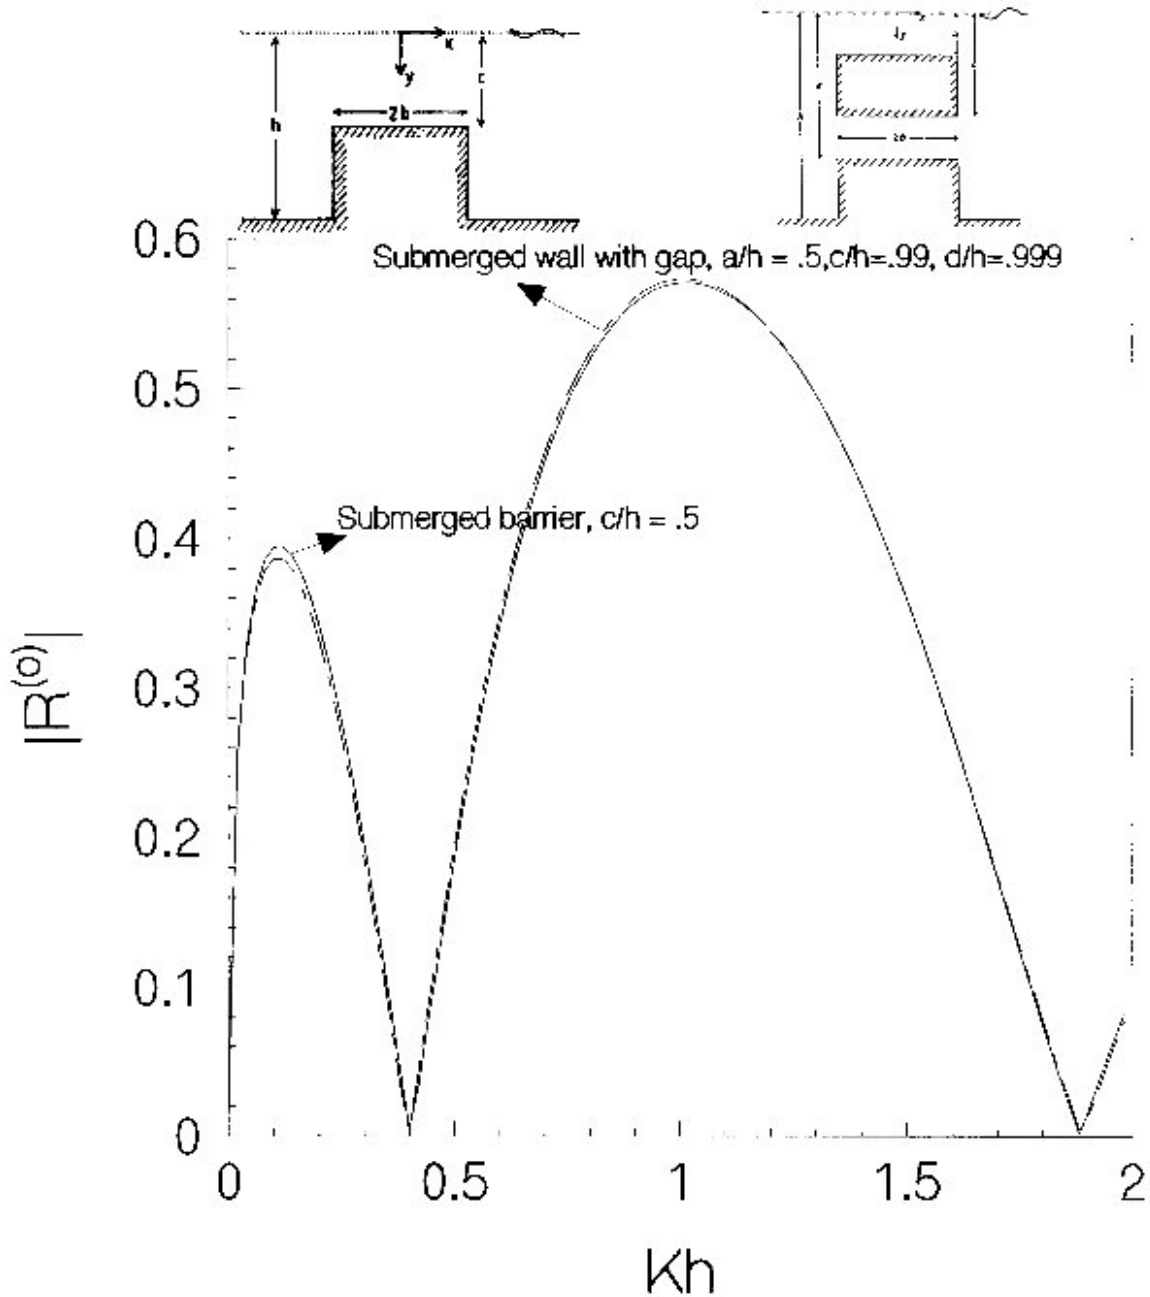 x
y
h
2b
c
Submerged wall with gap, a/h = .5,c/h=.99, d/h=.999
Submerged barrier, c/h = .5
0.6
0.5
0.4
0.3
0.2
0.1
0
|R^(o)|
0 0.5 1 1.5 2
Kh